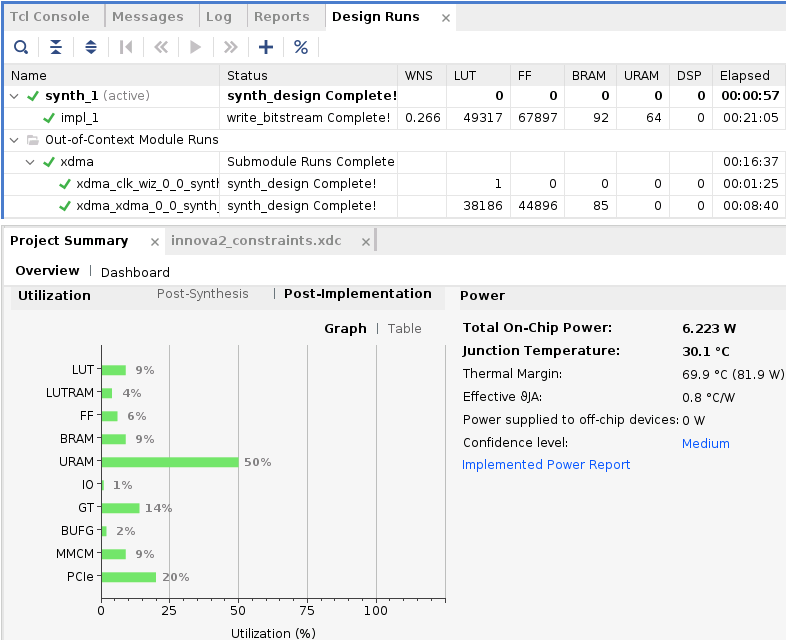 Tcl Console Messages Log Reports Design Runs ×
Name Status WNS LUT FF BRAM URAM DSP Elapsed
synth_1 (active) synth_design Complete! 0 0 0 0 0 00:00:57
impl_1 write_bitstream Complete! 0.266 49317 67897 92 64 0 00:21:05
Out-of-Context Module Runs
xdma Submodule Runs Complete 00:16:37
xdma_clk_wiz_0_0_synth synth_design Complete! 1 0 0 0 0 00:01:25
xdma_xdma_0_0_synth_ synth_design Complete! 38186 44896 85 0 0 00:08:40
Project Summary × innova2_constraints.xdc ×
Overview | Dashboard
Utilization Post-Synthesis | Post-Implementation
Graph | Table
LUT 9%
LUTRAM 4%
FF 6%
BRAM 9%
URAM 50%
IO 1%
GT 14%
BUFG 2%
MMCM 9%
PCIe 20%
0 25 50 75 100
Utilization (%)
Power
Total On-Chip Power: 6.223 W
Junction Temperature: 30.1 °C
Thermal Margin: 69.9 °C (81.9 W)
Effective ϑJA: 0.8 °C/W
Power supplied to off-chip devices: 0 W
Confidence level: Medium
Implemented Power Report